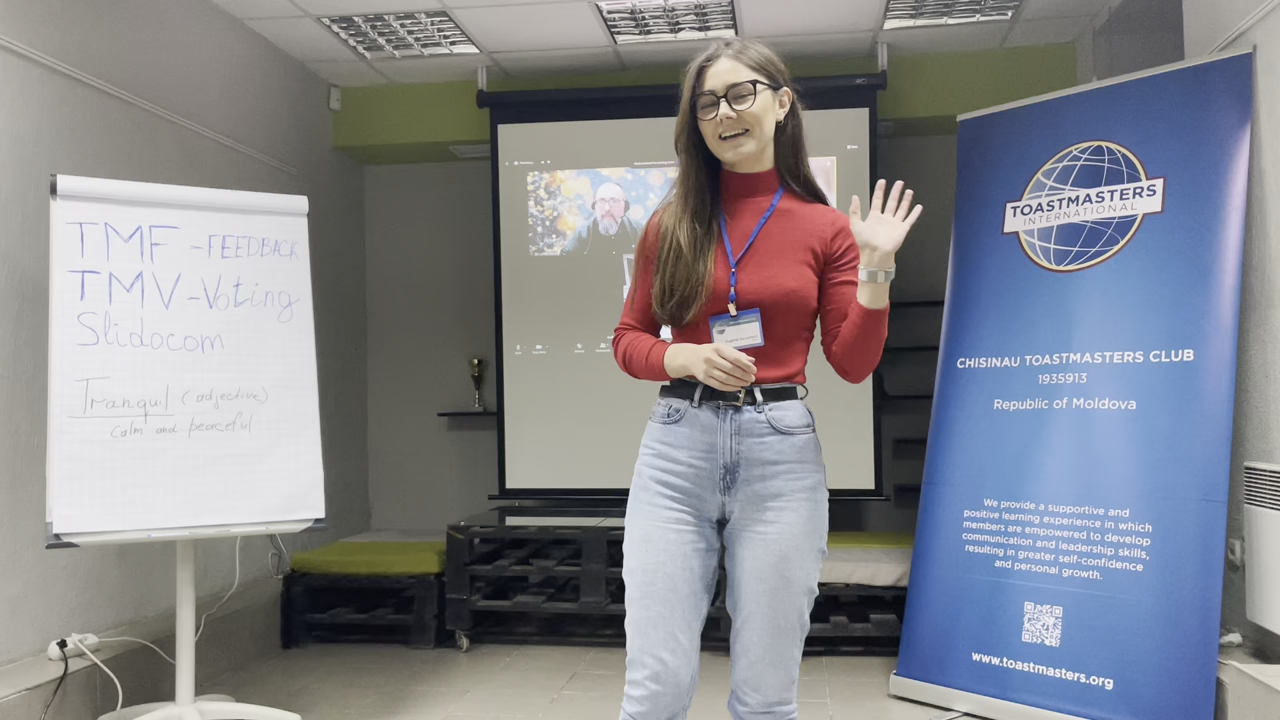 TMF - FEEDBACK
TMV - Voting
Slidocom
Tranquil (adjective)
calm and peaceful
TOASTMASTERS
INTERNATIONAL
CHISINAU TOASTMASTERS CLUB
1935913
Republic of Moldova
We provide a supportive and
positive learning experience in which
members are empowered to develop
communication and leadership skills,
resulting in greater self-confidence
and personal growth.
www.toastmasters.org